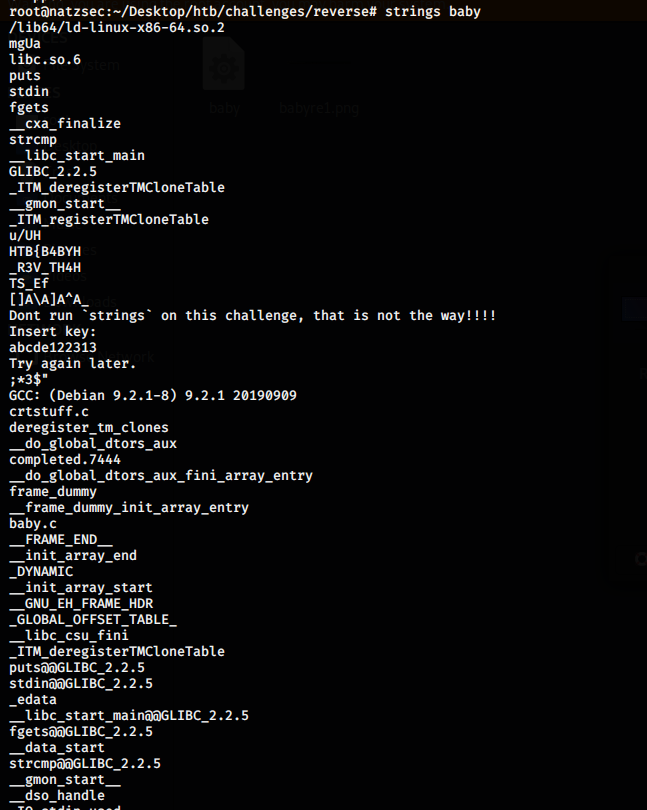 root@natzsec:~/Desktop/htb/challenges/reverse# strings baby
/lib64/ld-linux-x86-64.so.2
mgUa
libc.so.6
puts
stdin
fgets
__cxa_finalize
strcmp
__libc_start_main
GLIBC_2.2.5
_ITM_deregisterTMCloneTable
__gmon_start__
_ITM_registerTMCloneTable
u/UH
HTB{B4BYH
_R3V_TH4H
TS_Ef
[]A\A]A^A_
Dont run `strings` on this challenge, that is not the way!!!!
Insert key:
abcde122313
Try again later.
;*3$"
GCC: (Debian 9.2.1-8) 9.2.1 20190909
crtstuff.c
deregister_tm_clones
__do_global_dtors_aux
completed.7444
__do_global_dtors_aux_fini_array_entry
frame_dummy
__frame_dummy_init_array_entry
baby.c
__FRAME_END__
__init_array_end
_DYNAMIC
__init_array_start
__GNU_EH_FRAME_HDR
_GLOBAL_OFFSET_TABLE_
__libc_csu_fini
_ITM_deregisterTMCloneTable
puts@@GLIBC_2.2.5
stdin@@GLIBC_2.2.5
_edata
__libc_start_main@@GLIBC_2.2.5
fgets@@GLIBC_2.2.5
__data_start
strcmp@@GLIBC_2.2.5
__gmon_start__
__dso_handle
baby
babyre1.png